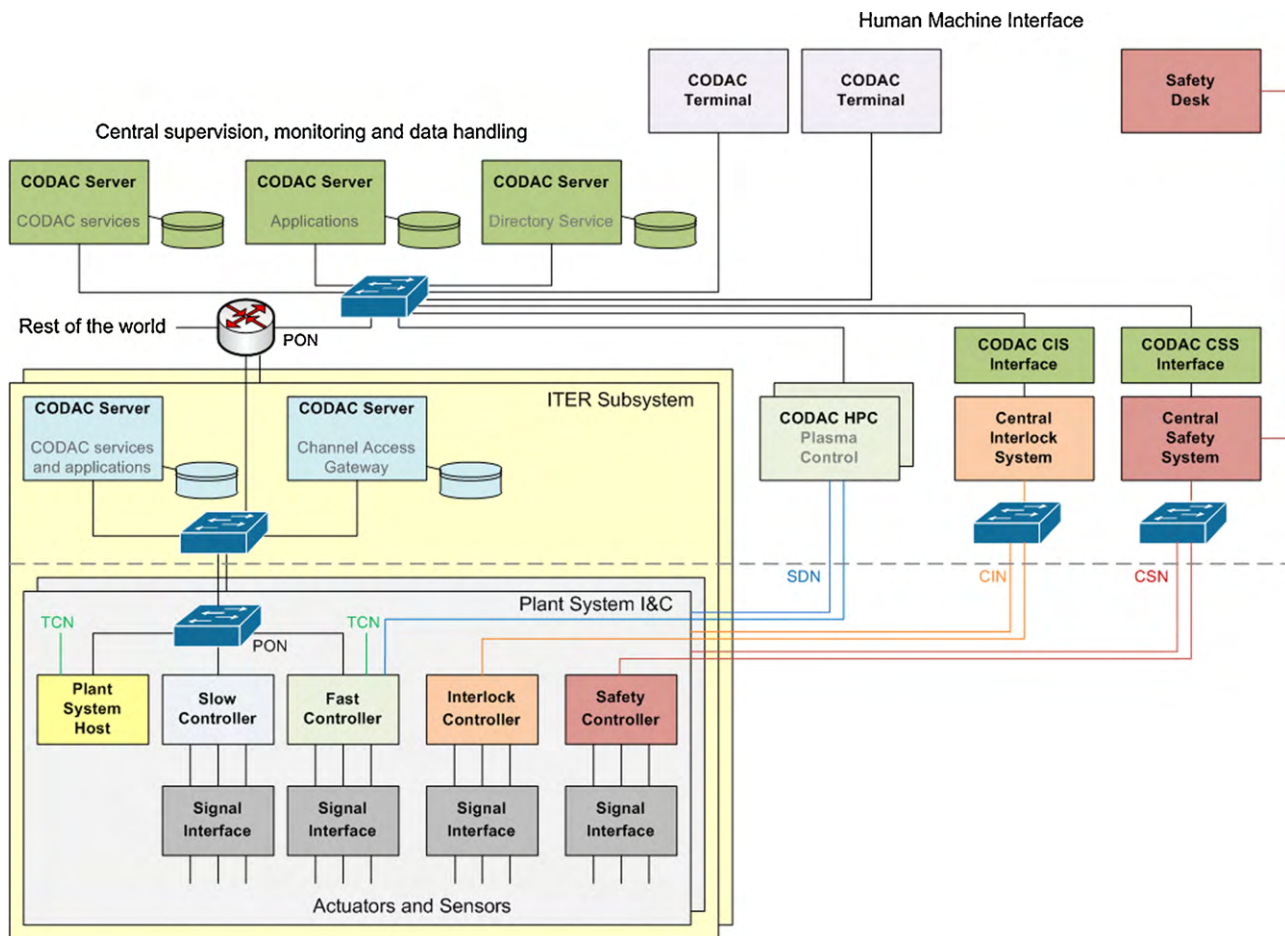 Human Machine Interface
CODAC
Terminal
CODAC
Terminal
Safety
Desk
Central supervision, monitoring and data handling
CODAC Server
CODAC services
CODAC Server
Applications
CODAC Server
Directory Service
Rest of the world
PON
CODAC CIS
Interface
CODAC CSS
Interface
ITER Subsystem
CODAC Server
CODAC services
and applications
CODAC Server
Channel Access
Gateway
CODAC HPC
Plasma
Control
Central
Interlock
System
Central
Safety
System
SDN
CIN
CSN
Plant System I&C
TCN
PON
TCN
Plant
System
Host
Slow
Controller
Fast
Controller
Interlock
Controller
Safety
Controller
Signal
Interface
Signal
Interface
Signal
Interface
Signal
Interface
Actuators and Sensors